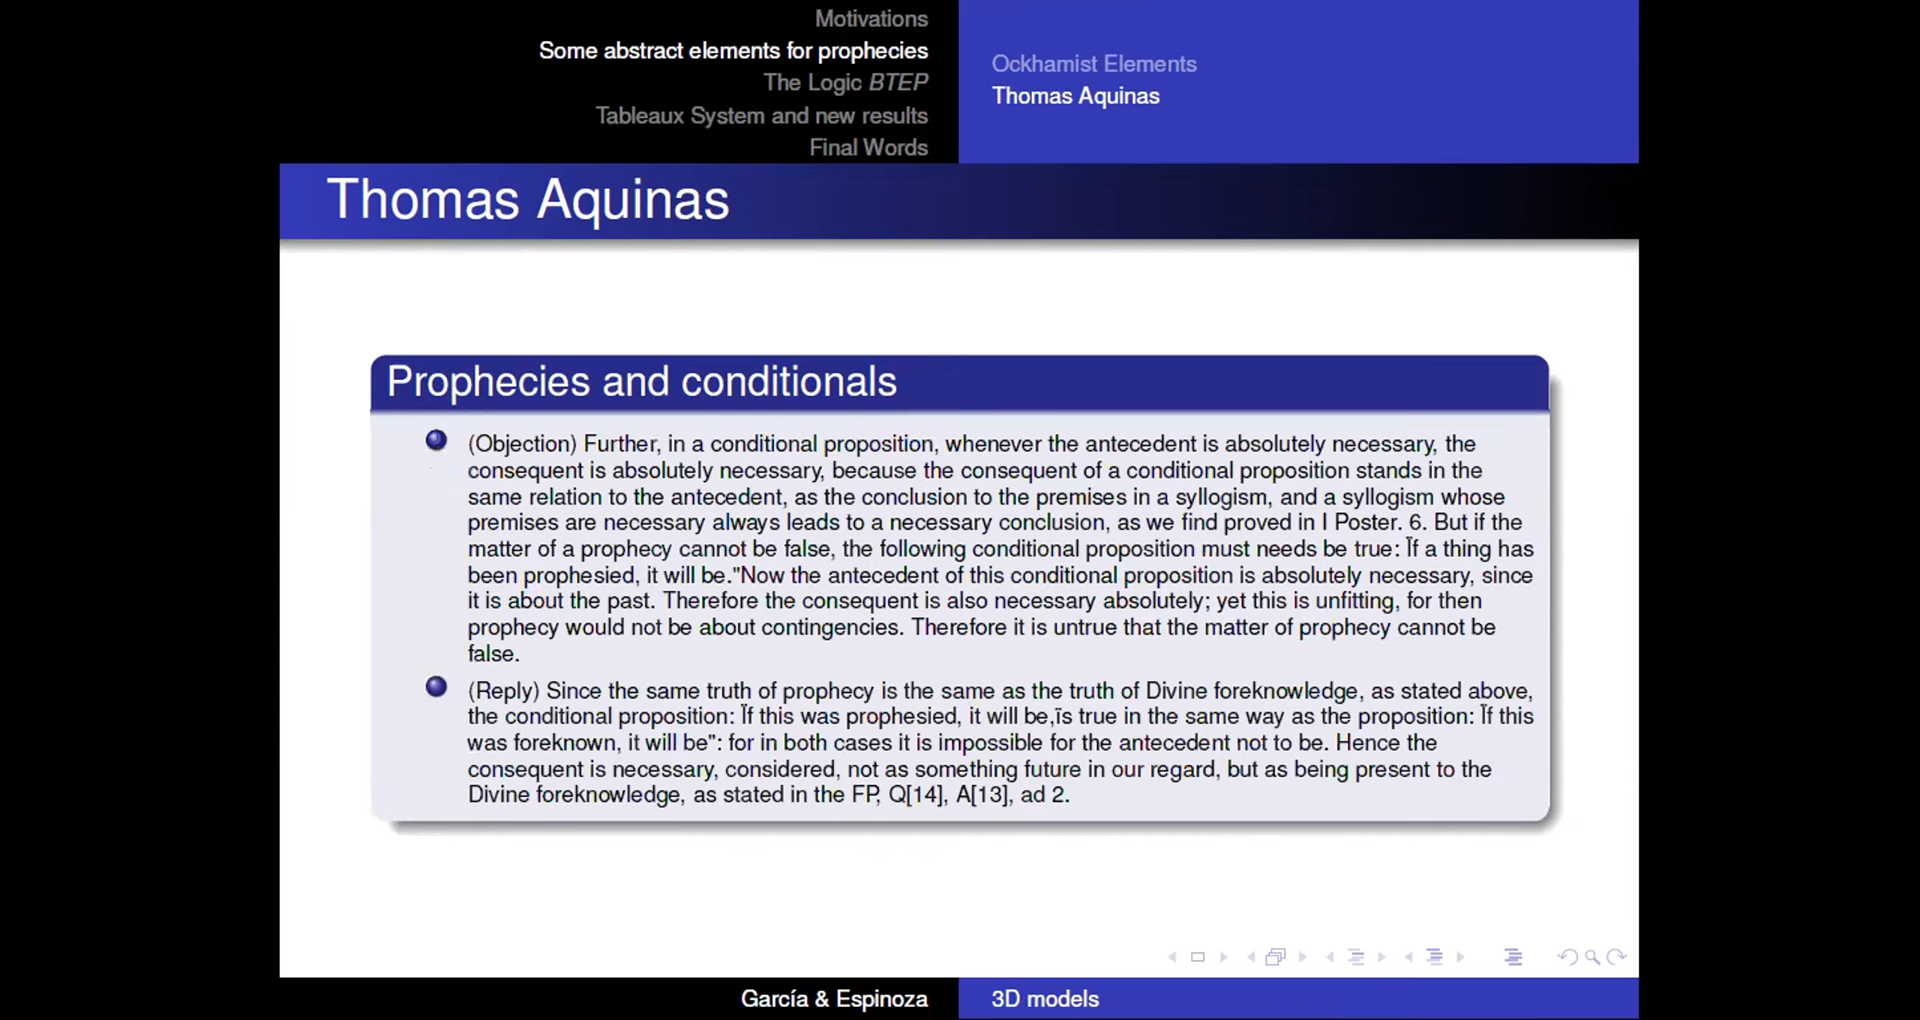 Motivations
Some abstract elements for prophecies
The Logic BTEP
Tableaux System and new results
Final Words
Ockhamist Elements
Thomas Aquinas
Thomas Aquinas
Prophecies and conditionals
(Objection) Further, in a conditional proposition, whenever the antecedent is absolutely necessary, the
consequent is absolutely necessary, because the consequent of a conditional proposition stands in the
same relation to the antecedent, as the conclusion to the premises in a syllogism, and a syllogism whose
premises are necessary always leads to a necessary conclusion, as we find proved in I Poster. 6. But if the
matter of a prophecy cannot be false, the following conditional proposition must needs be true: Ïf a thing has
been prophesied, it will be."Now the antecedent of this conditional proposition is absolutely necessary, since
it is about the past. Therefore the consequent is also necessary absolutely; yet this is unfitting, for then
prophecy would not be about contingencies. Therefore it is untrue that the matter of prophecy cannot be
false.
(Reply) Since the same truth of prophecy is the same as the truth of Divine foreknowledge, as stated above,
the conditional proposition: Ïf this was prophesied, it will be,ïs true in the same way as the proposition: Ïf this
was foreknown, it will be": for in both cases it is impossible for the antecedent not to be. Hence the
consequent is necessary, considered, not as something future in our regard, but as being present to the
Divine foreknowledge, as stated in the FP, Q[14], A[13], ad 2.
García & Espinoza
3D models